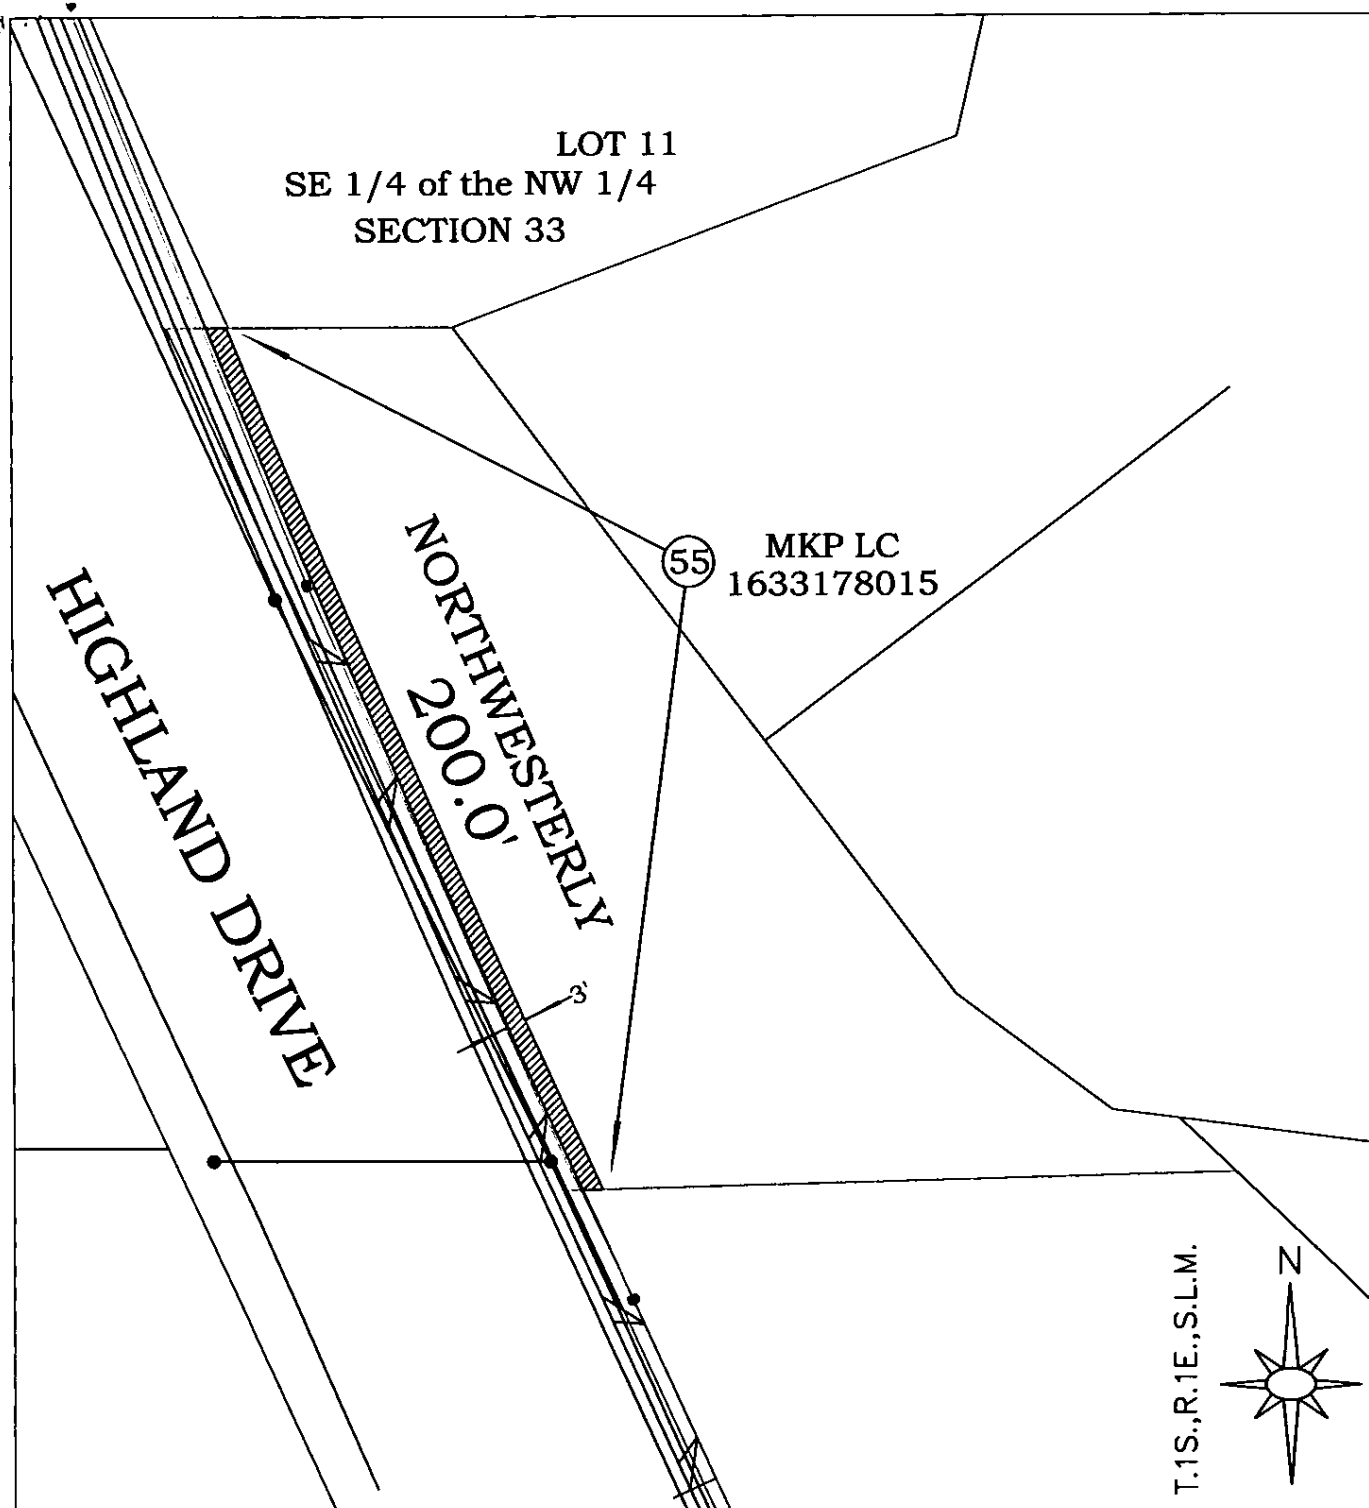 LOT 11
SE 1/4 of the NW 1/4
SECTION 33
55
MKP LC
1633178015
NORTHWESTERLY
200.0'
HIGHLAND DRIVE
3'
T.1S.,R.1E.,S.L.M.
N